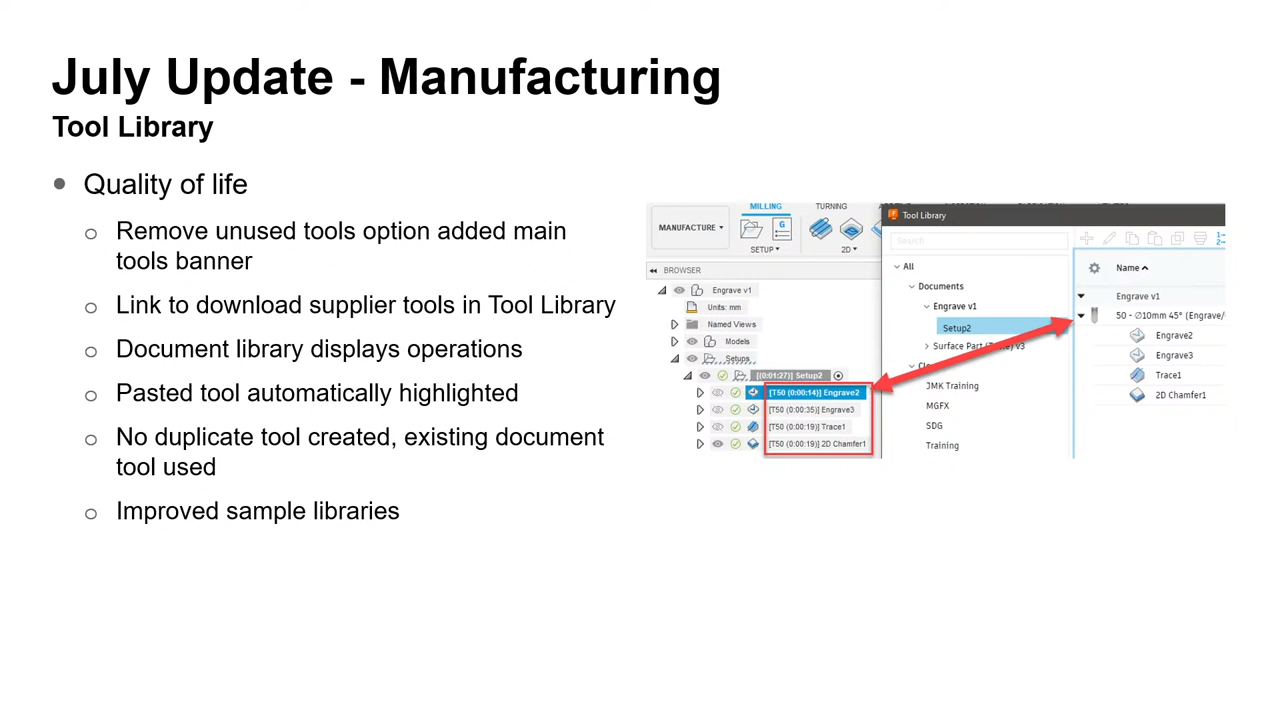 July Update - Manufacturing
Tool Library
Quality of life
Remove unused tools option added main
tools banner
Link to download supplier tools in Tool Library
Document library displays operations
Pasted tool automatically highlighted
No duplicate tool created, existing document
tool used
Improved sample libraries
MILLING TURNING
MANUFACTURE
G
SETUP 2D
BROWSER
Engrave v1
Units: mm
Named Views
Models
Setups
[(0:01:27)] Setup2
[T50 (0:00:14)] Engrave2
[T50 (0:00:35)] Engrave3
[T50 (0:00:19)] Trace1
[T50 (0:00:19)] 2D Chamfer1
Tool Library
Search
All
Documents
Engrave v1
Setup2
Surface Part v3
JMK Training
MGFX
SDG
Training
Name
Engrave v1
50 - ∅10mm 45° (Engrave/
Engrave2
Engrave3
Trace1
2D Chamfer1